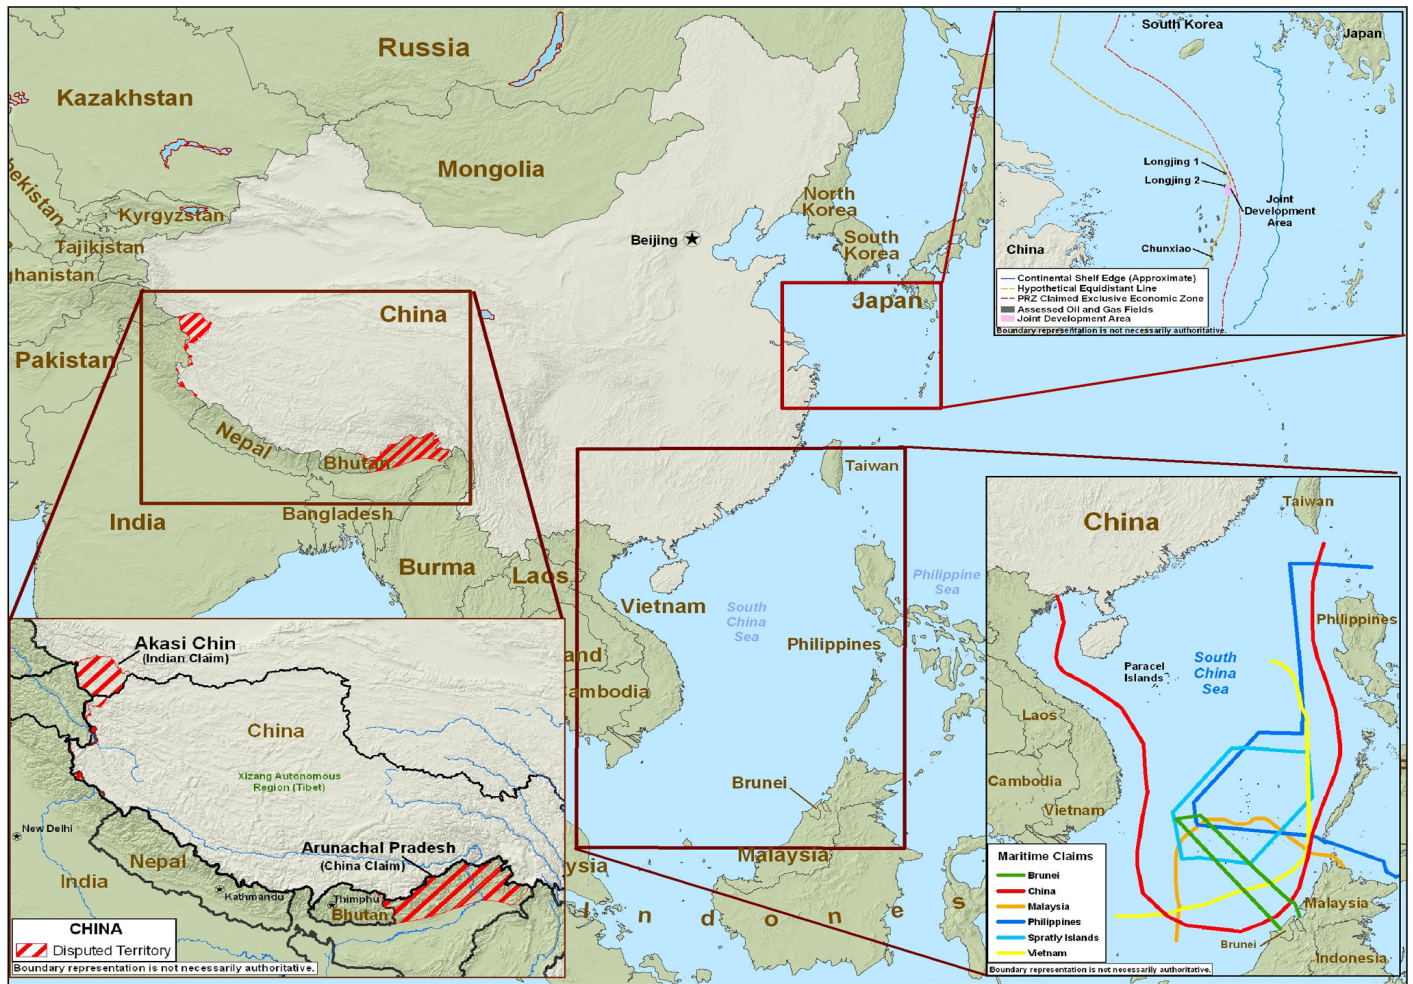 Russia
Kazakhstan
Mongolia
bekistan
Kyrgyzstan
Tajikistan
ghanistan
North
Korea
South
Korea
Beijing
Japan
China
Pakistan
Nepal
Bhutan
India
Bangladesh
Burma
Laos
Vietnam
Taiwan
Philippine
Sea
South
China
Sea
Philippines
and
ambodia
Brunei
Malaysia
ysia
I n d o n e s
South Korea
Japan
Longjing 1
Longjing 2
Joint
Development
Area
China
Chunxiao
Continental Shelf Edge (Approximate)
Hypothetical Equidistant Line
PRZ Claimed Exclusive Economic Zone
Assessed Oil and Gas Fields
Joint Development Area
Boundary representation is not necessarily authoritative.
Akasi Chin
(Indian Claim)
China
Xizang Autonomous
Region (Tibet)
New Delhi
Arunachal Pradesh
(China Claim)
Nepal
India
Kathmandu
Thimphu
Bhutan
CHINA
Disputed Territory
Boundary representation is not necessarily authoritative.
Taiwan
China
Philippines
Paracel
Islands
South
China
Sea
Laos
Cambodia
Vietnam
Maritime Claims
Brunei
China
Malaysia
Philippines
Spratly Islands
Vietnam
Malaysia
Brunei
Indonesia
Boundary representation is not necessarily authoritative.